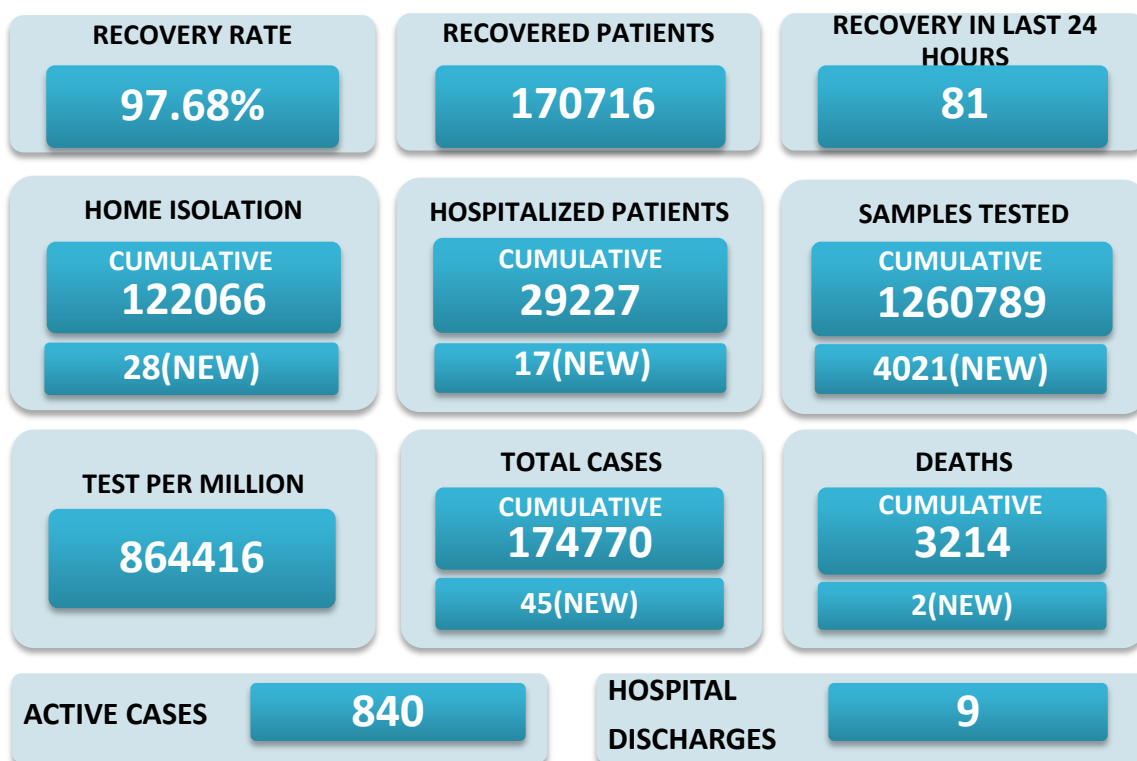 RECOVERY RATE
97.68%
RECOVERED PATIENTS
170716
RECOVERY IN LAST 24
HOURS
81
HOME ISOLATION
CUMULATIVE
122066
28(NEW)
HOSPITALIZED PATIENTS
CUMULATIVE
29227
17(NEW)
SAMPLES TESTED
CUMULATIVE
1260789
4021(NEW)
TEST PER MILLION
864416
TOTAL CASES
CUMULATIVE
174770
45(NEW)
DEATHS
CUMULATIVE
3214
2(NEW)
ACTIVE CASES
840
HOSPITAL
DISCHARGES
9